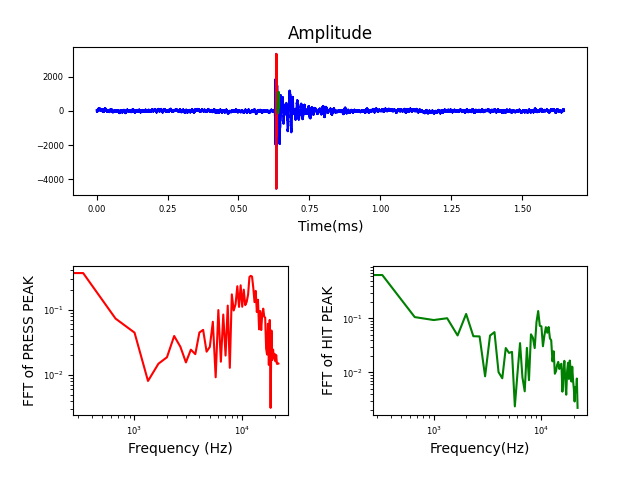 Amplitude
2000
0
−2000
−4000
0.00 0.25 0.50 0.75 1.00 1.25 1.50
Time(ms)
FFT of PRESS PEAK
10⁻¹
10⁻²
10³ 10⁴
Frequency (Hz)
FFT of HIT PEAK
10⁻¹
10⁻²
10³ 10⁴
Frequency(Hz)